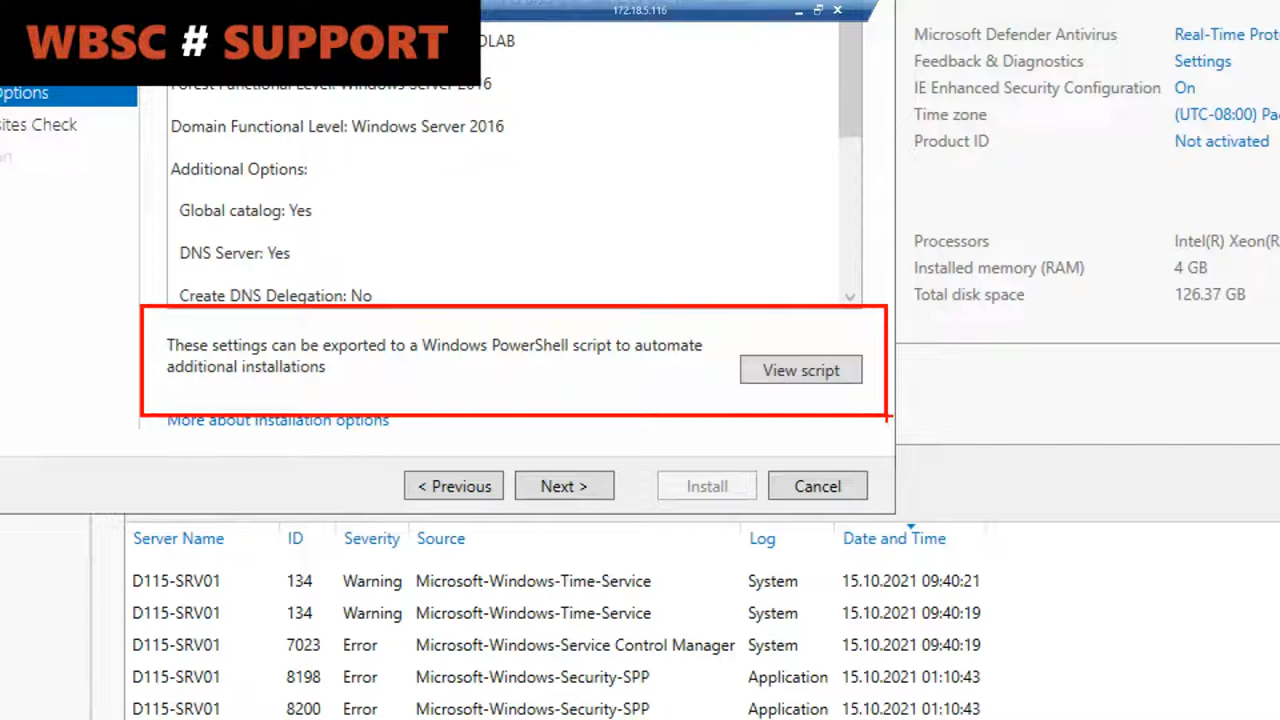 172.18.5.116
WBSC # SUPPORT
Forest Functional Level: Windows Server 2016
Domain Functional Level: Windows Server 2016
Additional Options:
Global catalog: Yes
DNS Server: Yes
Create DNS Delegation: No
These settings can be exported to a Windows PowerShell script to automate
additional installations
View script
More about installation options
< Previous
Next >
Install
Cancel
Microsoft Defender Antivirus
Feedback & Diagnostics
Settings
IE Enhanced Security Configuration
On
Time zone
(UTC-08:00)
Product ID
Not activated
Processors
Installed memory (RAM)
4 GB
Total disk space
126.37 GB
Server Name ID Severity Source Log Date and Time
D115-SRV01 134 Warning Microsoft-Windows-Time-Service System 15.10.2021 09:40:21
D115-SRV01 134 Warning Microsoft-Windows-Time-Service System 15.10.2021 09:40:19
D115-SRV01 7023 Error Microsoft-Windows-Service Control Manager System 15.10.2021 09:40:19
D115-SRV01 8198 Error Microsoft-Windows-Security-SPP Application 15.10.2021 01:10:43
D115-SRV01 8200 Error Microsoft-Windows-Security-SPP Application 15.10.2021 01:10:43